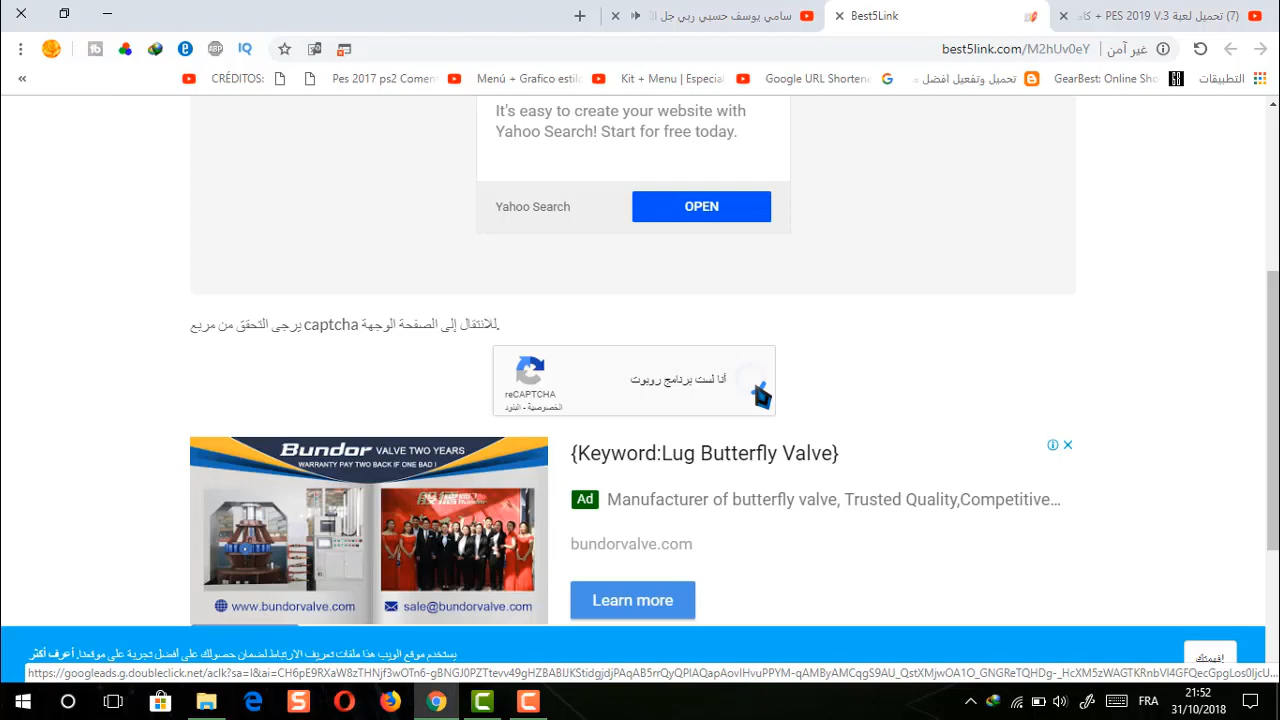 سامي يوسف حسبي ربي جل ا
Best5Link
(7) تحميل لعبة PES 2019 V.3 + كا
IQ
ABP
best5link.com/M2hUv0eY
غير آمن
CRÉDITOS:
Pes 2017 ps2 Coment
Menú + Grafico estilo
Kit + Menu | Especial
Google URL Shortene
تحميل وتفعيل افضل
GearBest: Online Sho
التطبيقات
It's easy to create your website with
Yahoo Search! Start for free today.
Yahoo Search
OPEN
للانتقال إلى الصفحة الوجهة captcha يرجى التحقق من مربع.
أنا لست برنامج روبوت
reCAPTCHA
الخصوصية - البنود
Bundor VALVE TWO YEARS
WARRANTY PAY TWO BACK IF ONE BAD !
www.bundorvalve.com
sale@bundorvalve.com
{Keyword:Lug Butterfly Valve}
Ad Manufacturer of butterfly valve, Trusted Quality,Competitive…
bundorvalve.com
Learn more
يستخدم موقع الويب هذا ملفات تعريف الارتباط لضمان حصولك على أفضل تجربة على موقعنا. أعرف أكثر
إفهمتك!
FRA
21:52
31/10/2018